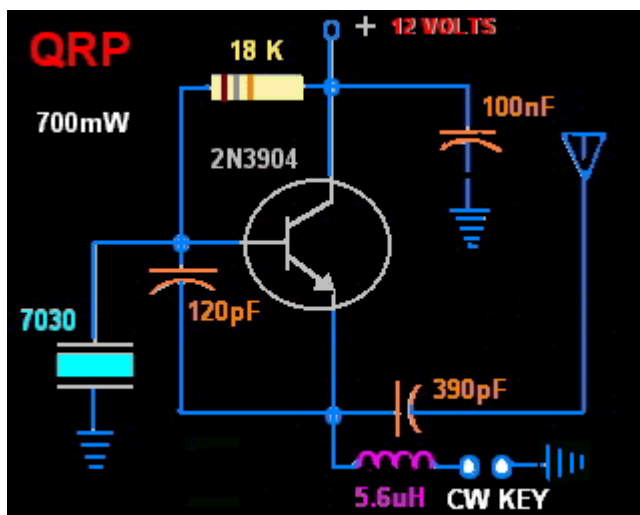 QRP
+ 12 VOLTS
18 K
700mW
100nF
2N3904
120pF
7030
390pF
5.6uH
CW KEY